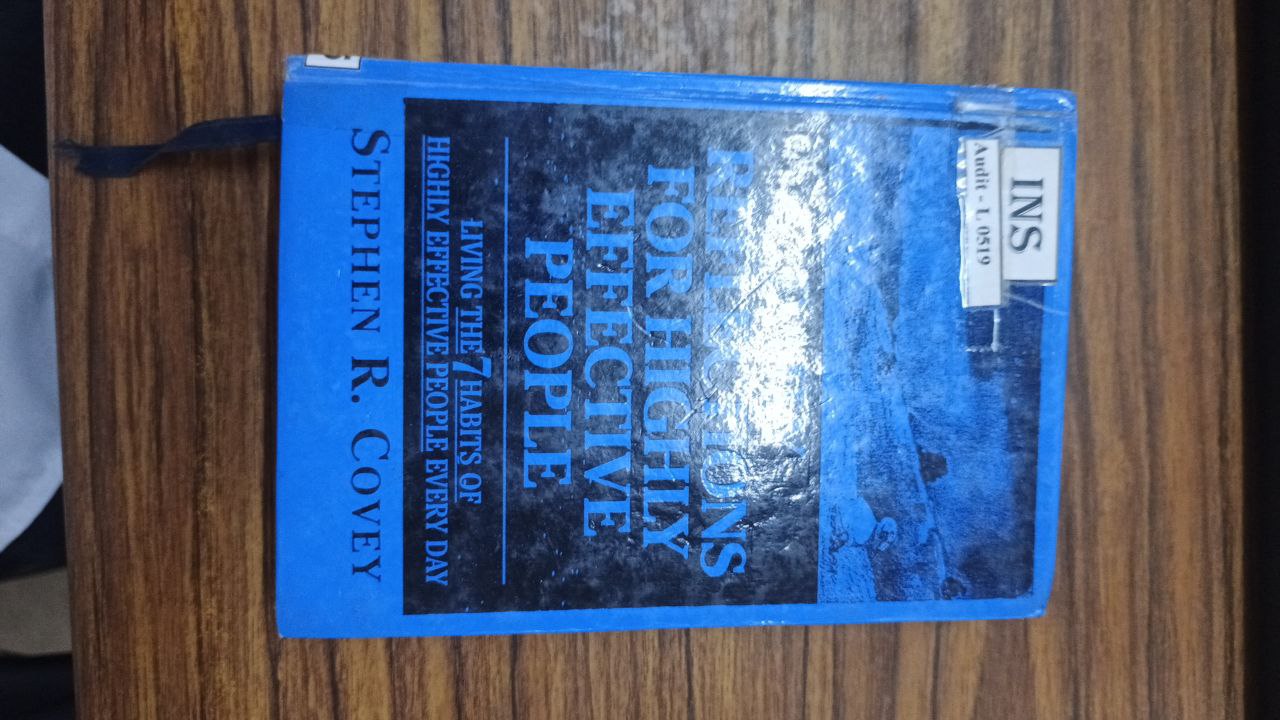 INS
Audit - L 0519
REFLECTIONS
FOR HIGHLY
EFFECTIVE
PEOPLE
LIVING THE 7 HABITS OF
HIGHLY EFFECTIVE PEOPLE EVERY DAY
STEPHEN R. COVEY